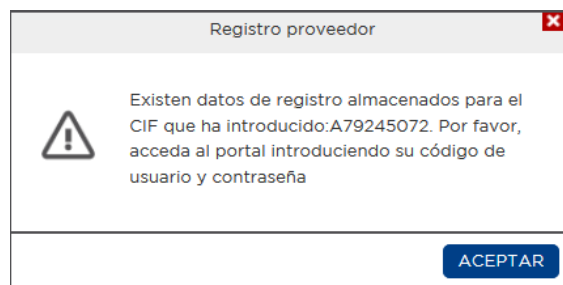 Registro proveedor
Existen datos de registro almacenados para el
CIF que ha introducido:A79245072. Por favor,
acceda al portal introduciendo su código de
usuario y contraseña
ACEPTAR